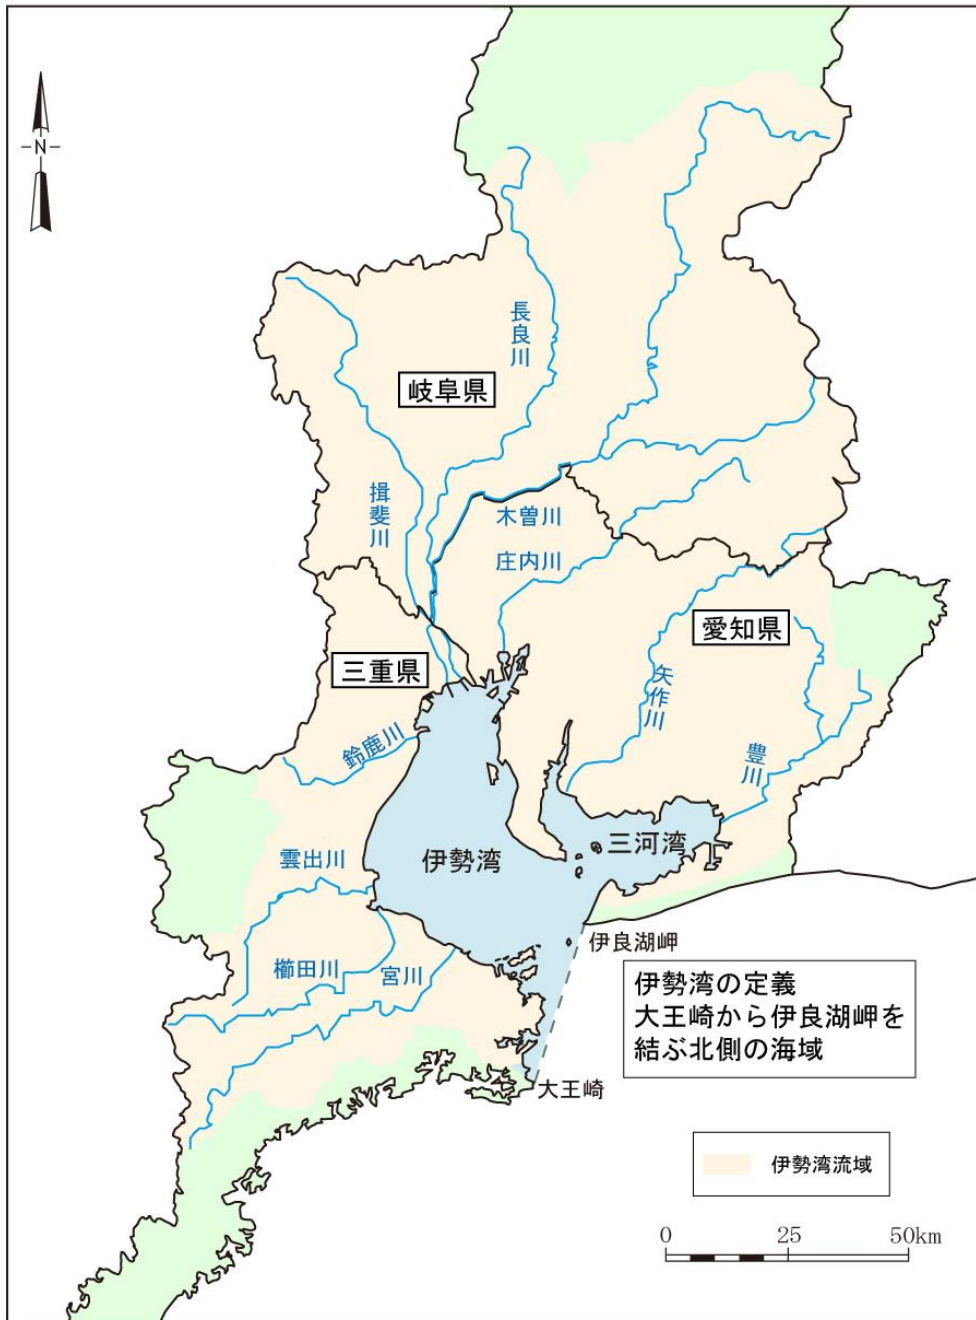 N
長良川
岐阜県
揖斐川
木曽川
庄内川
愛知県
三重県
矢作川
鈴鹿川
豊川
三河湾
伊勢湾
雲出川
伊良湖岬
櫛田川
宮川
伊勢湾の定義
大王崎から伊良湖岬を
結ぶ北側の海域
大王崎
伊勢湾流域
0 25 50km